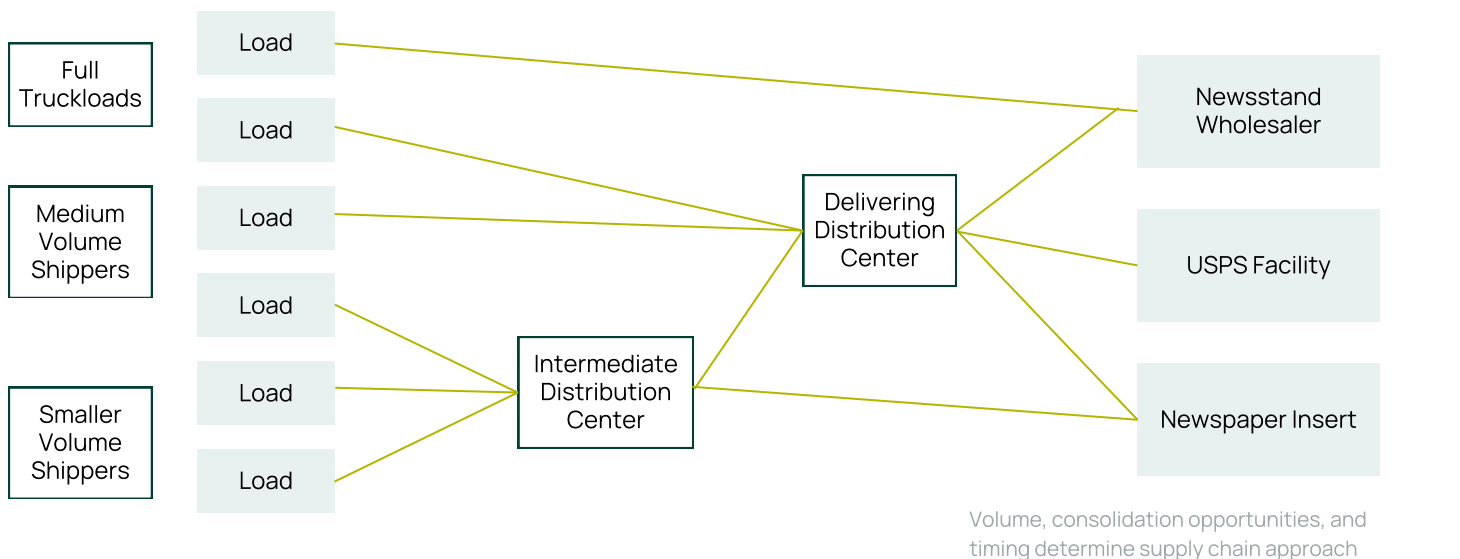 Full
Truckloads
Medium
Volume
Shippers
Smaller
Volume
Shippers
Load
Load
Load
Load
Load
Load
Intermediate
Distribution
Center
Delivering
Distribution
Center
Newsstand
Wholesaler
USPS Facility
Newspaper Insert
Volume, consolidation opportunities, and
timing determine supply chain approach